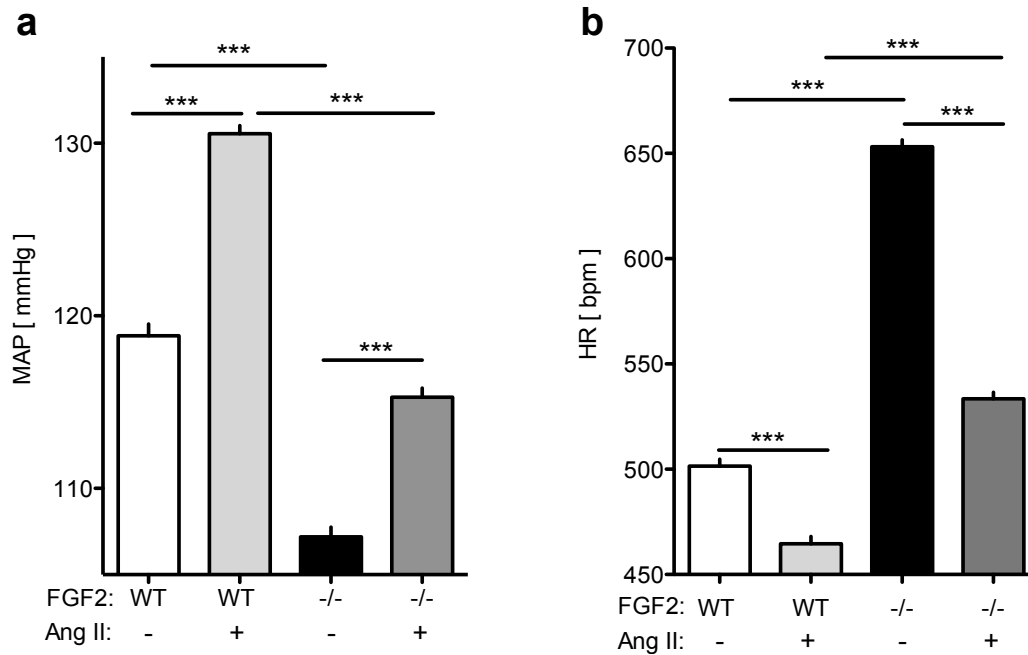 a
***
*** ***
130
MAP [ mmHg ]
120
***
110
FGF2: WT WT -/- -/-
Ang II: - + - +
b
700
***
***
***
650
600
HR [ bpm ]
550
***
500
450
FGF2: WT WT -/- -/-
Ang II: - + - +